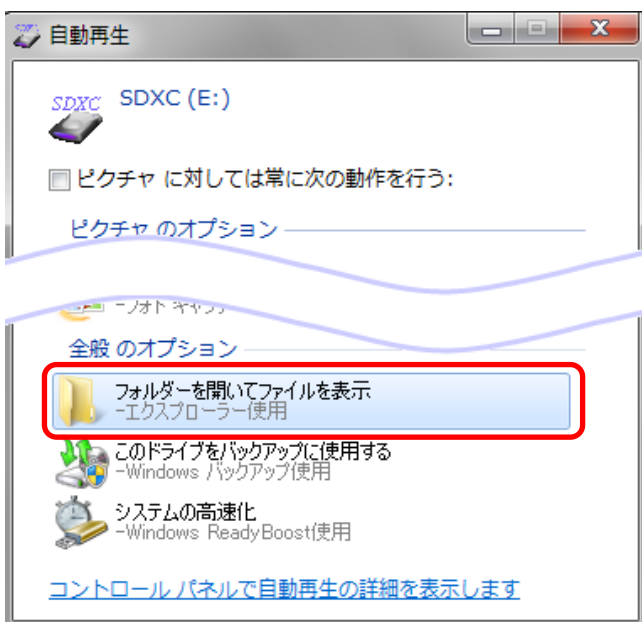 自動再生
SDXC
SDXC (E:)
ピクチャ に対しては常に次の動作を行う:
ピクチャ のオプション
全般 のオプション
フォルダーを開いてファイルを表示
-エクスプローラー使用
このドライブをバックアップに使用する
-Windows バックアップ使用
システムの高速化
-Windows ReadyBoost使用
コントロール パネルで自動再生の詳細を表示します